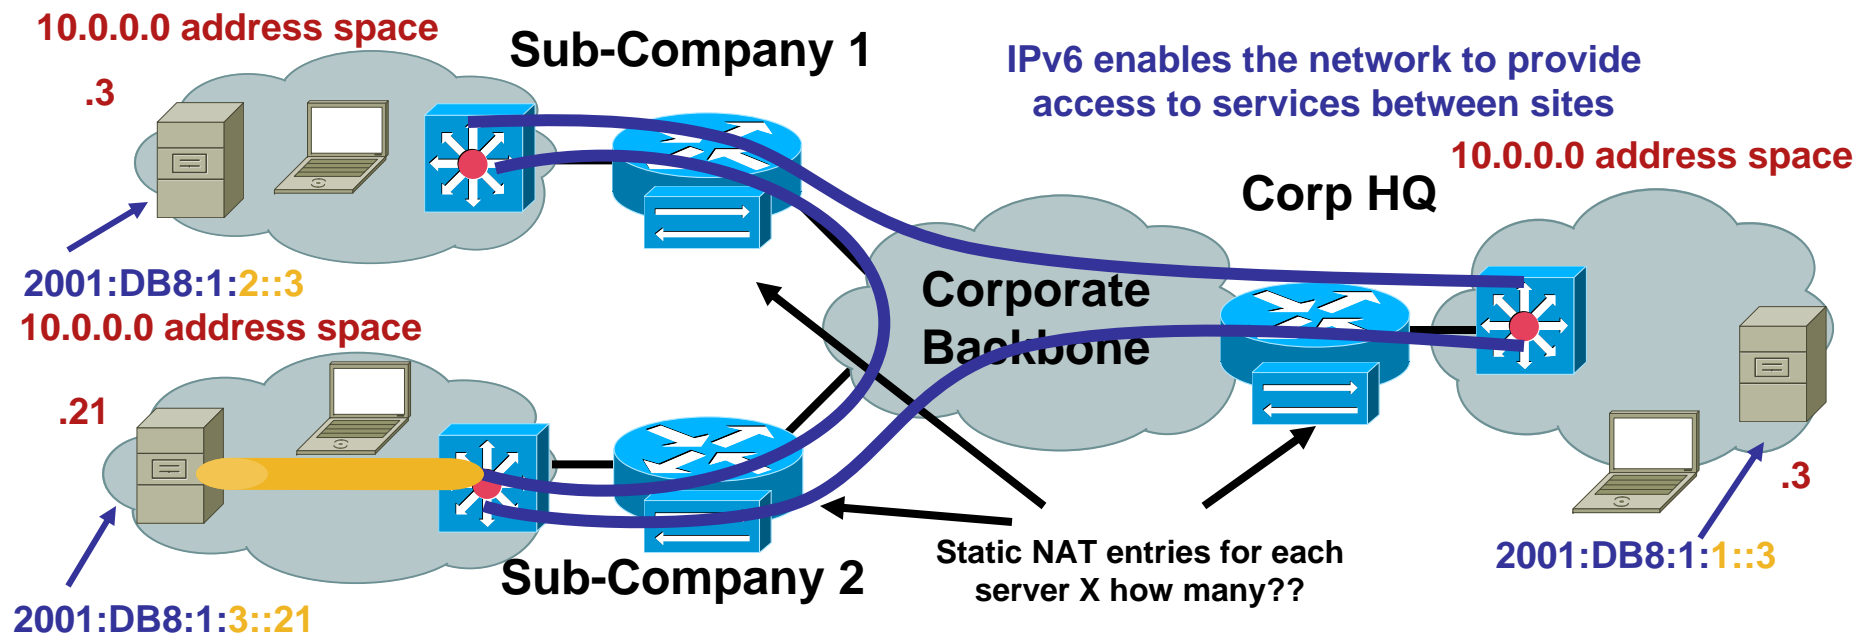 10.0.0.0 address space
Sub-Company 1
IPv6 enables the network to provide
access to services between sites
.3
10.0.0.0 address space
Corp HQ
2001:DB8:1:2::3
10.0.0.0 address space
Corporate
Backbone
.21
.3
Static NAT entries for each
server X how many??
2001:DB8:1:1::3
Sub-Company 2
2001:DB8:1:3::21